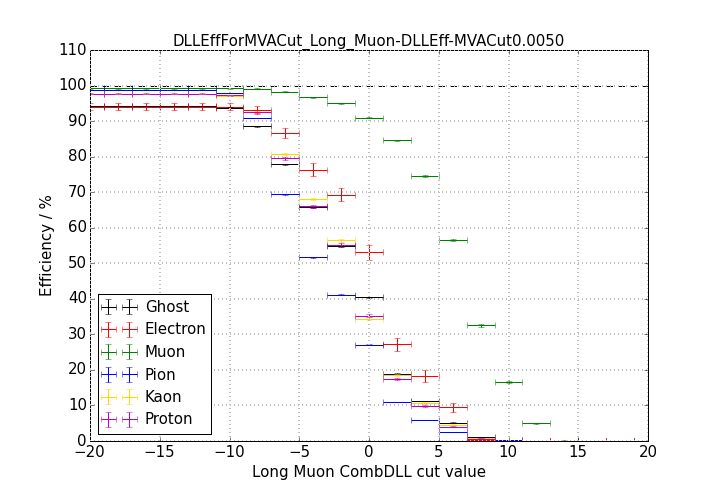 DLLEffForMVACut_Long_Muon-DLLEff-MVACut0.0050
110
100
90
80
70
60
50
40
30
20
10
0
Efficiency / %
Ghost
Electron
Muon
Pion
Kaon
Proton
−20 −15 −10 −5 0 5 10 15 20
Long Muon CombDLL cut value